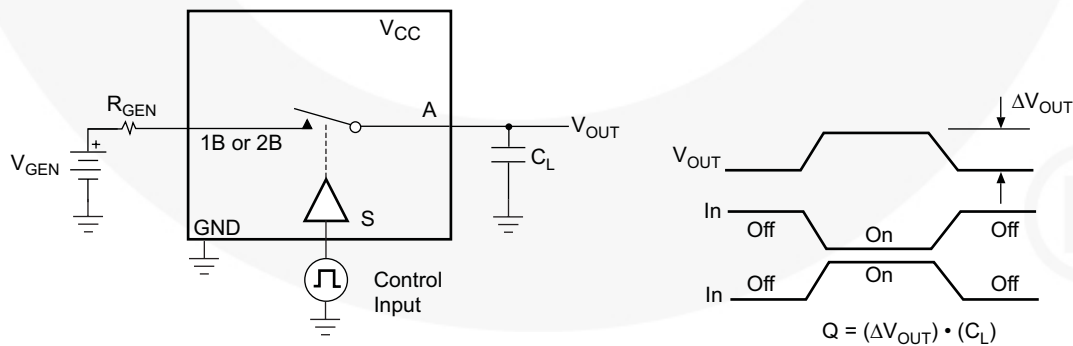 V_CC
R_GEN
A
ΔV_OUT
1B or 2B
V_OUT
+
V_GEN
C_L
V_OUT
In
Off
On
Off
GND
S
Control
Input
In
Off
On
Off
Q = (ΔV_OUT) • (C_L)